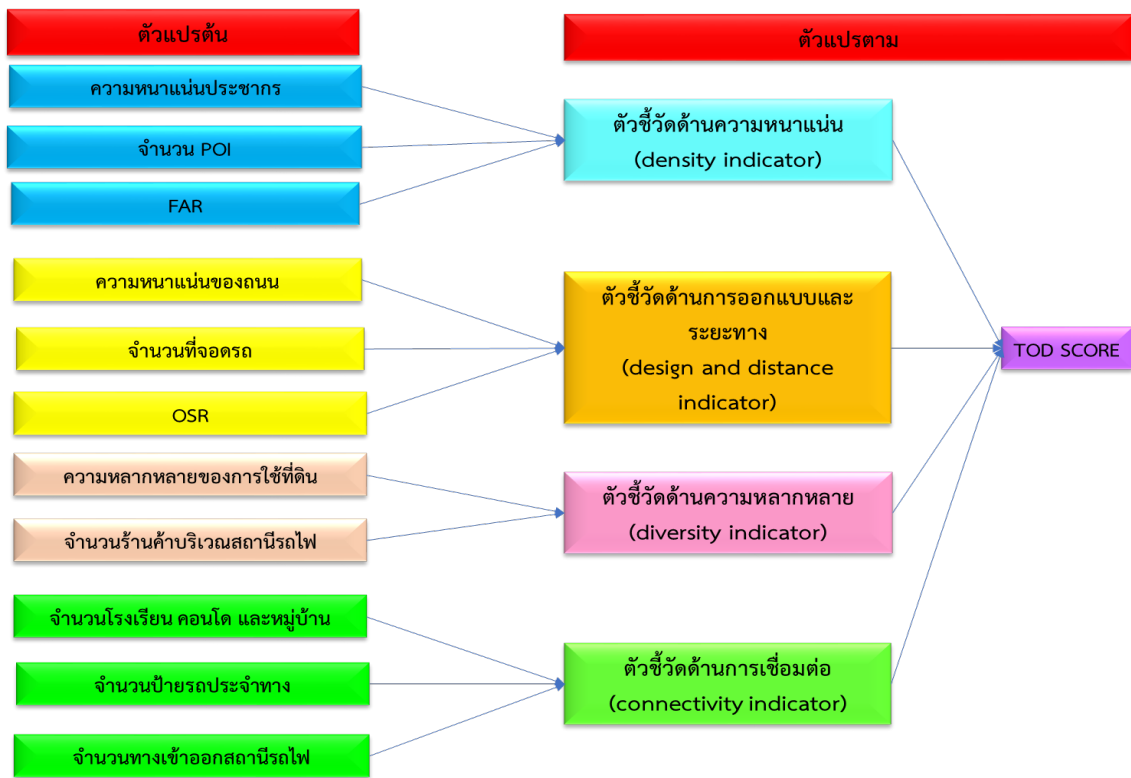 ตัวแปรต้น
ตัวแปรตาม
ความหนาแน่นประชากร
จำนวน POI
FAR
ตัวชี้วัดด้านความหนาแน่น
(density indicator)
ความหนาแน่นของถนน
จำนวนที่จอดรถ
OSR
ตัวชี้วัดด้านการออกแบบและ
ระยะทาง
(design and distance
indicator)
TOD SCORE
ความหลากหลายของการใช้ที่ดิน
จำนวนร้านค้าบริเวณสถานีรถไฟ
ตัวชี้วัดด้านความหลากหลาย
(diversity indicator)
จำนวนโรงเรียน คอนโด และหมู่บ้าน
จำนวนป้ายรถประจำทาง
จำนวนทางเข้าออกสถานีรถไฟ
ตัวชี้วัดด้านการเชื่อมต่อ
(connectivity indicator)